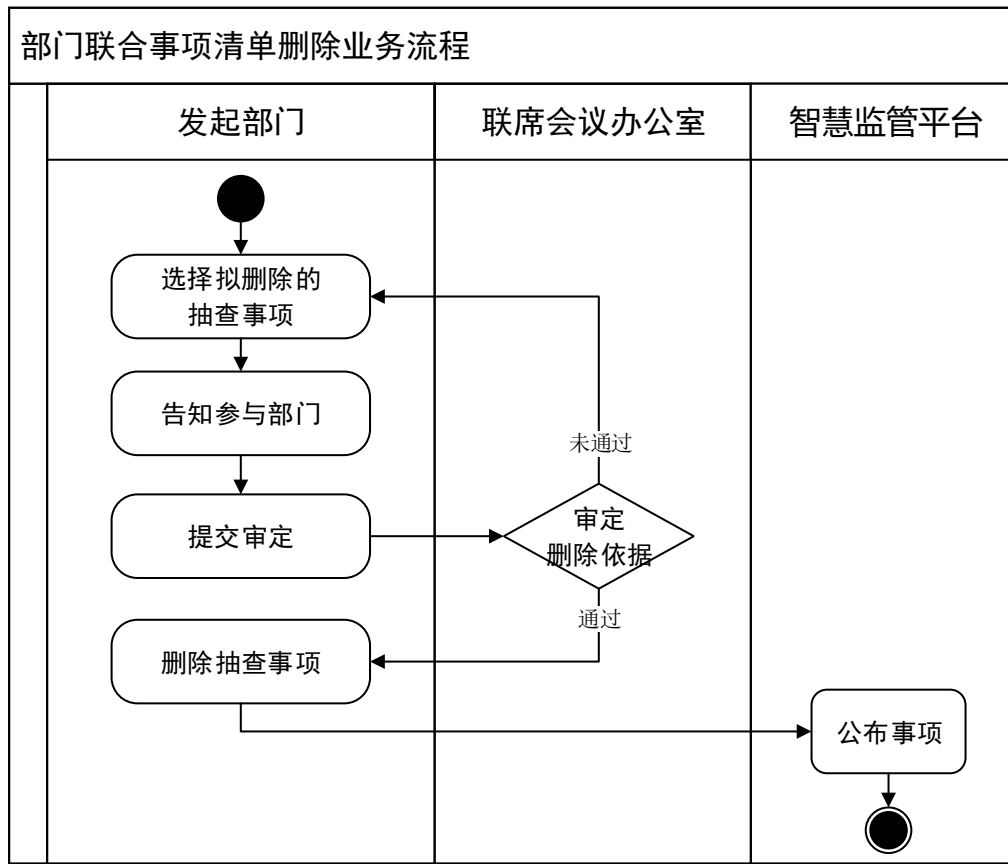 部门联合事项清单删除业务流程
发起部门
联席会议办公室
智慧监管平台
选择拟删除的
抽查事项
告知参与部门
未通过
提交审定
审定
删除依据
通过
删除抽查事项
公布事项